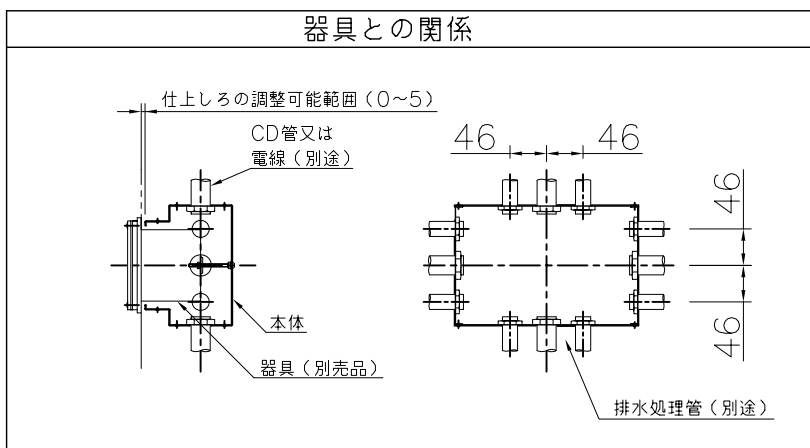 器具との関係
仕上しろの調整可能範囲（0～5）
CD管又は
電線（別途）
46
46
46
46
本体
器具（別売品）
排水処理管（別途）